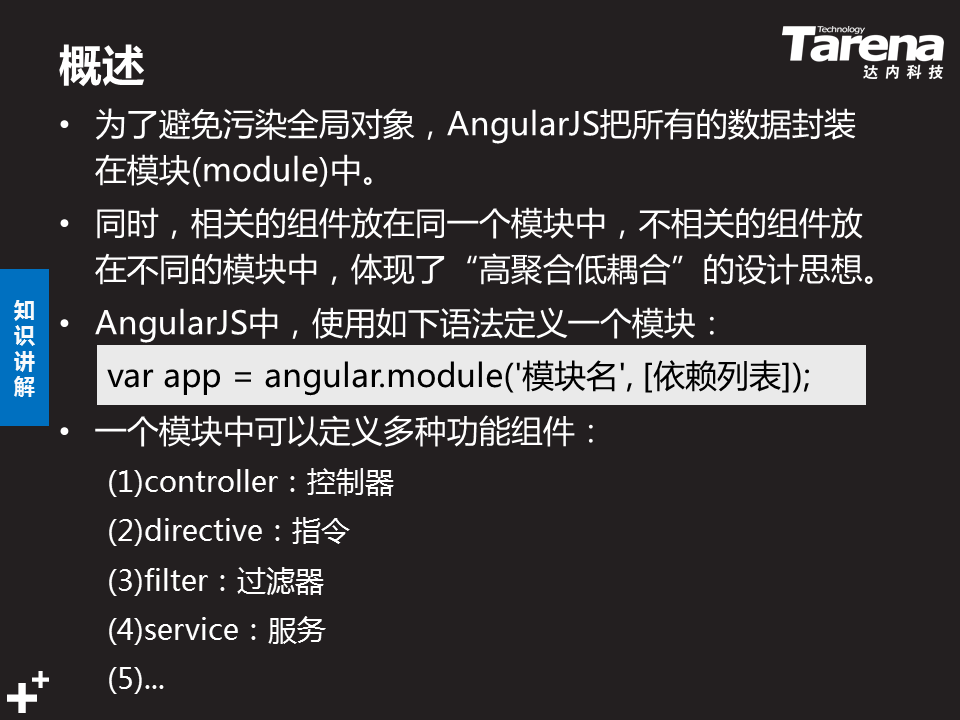 概述
Technology
Tarena
达内科技
• 为了避免污染全局对象，AngularJS把所有的数据封装
在模块(module)中。
• 同时，相关的组件放在同一个模块中，不相关的组件放
在不同的模块中，体现了“高聚合低耦合”的设计思想。
• AngularJS中，使用如下语法定义一个模块：
var app = angular.module('模块名', [依赖列表]);
• 一个模块中可以定义多种功能组件：
(1)controller：控制器
(2)directive：指令
(3)filter：过滤器
(4)service：服务
(5)...
知
识
讲
解